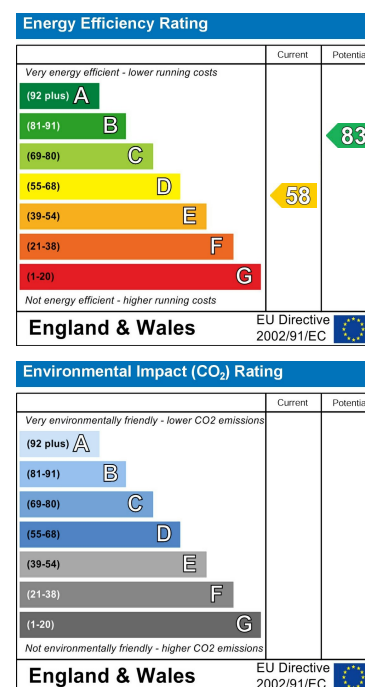 Energy Efficiency Rating
Current Potentia
Very energy efficient - lower running costs
(92 plus) A
(81-91) B
83
(69-80) C
(55-68) D
58
(39-54) E
(21-38) F
(1-20) G
Not energy efficient - higher running costs
England & Wales
EU Directive
2002/91/EC
Environmental Impact (CO₂) Rating
Current Potentia
Very environmentally friendly - lower CO2 emissions
(92 plus) A
(81-91) B
(69-80) C
(55-68) D
(39-54) E
(21-38) F
(1-20) G
Not environmentally friendly - higher CO2 emissions
England & Wales
EU Directive
2002/91/EC